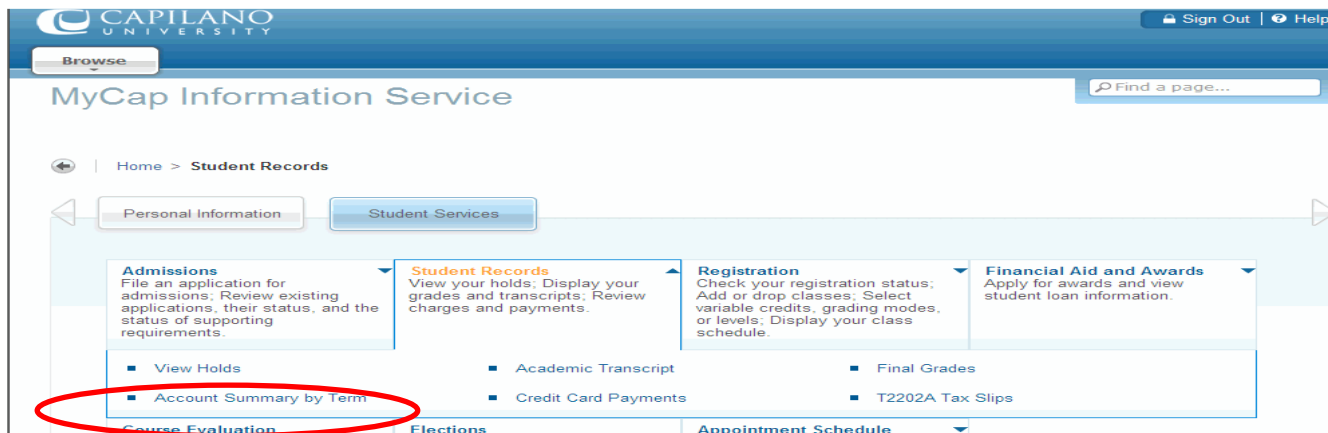 CAPILANO
UNIVERSITY
Sign Out | Help
Browse
MyCap Information Service
Find a page...
Home > Student Records
Personal Information
Student Services
Admissions
File an application for
admissions; Review existing
applications, their status, and the
status of supporting
requirements.
Student Records
View your holds; Display your
grades and transcripts; Review
charges and payments.
Registration
Check your registration status;
Add or drop classes; Select
variable credits, grading modes,
or levels; Display your class
schedule.
Financial Aid and Awards
Apply for awards and view
student loan information.
View Holds
Academic Transcript
Final Grades
Account Summary by Term
Credit Card Payments
T2202A Tax Slips
Course Evaluation
Elections
Appointment Schedule